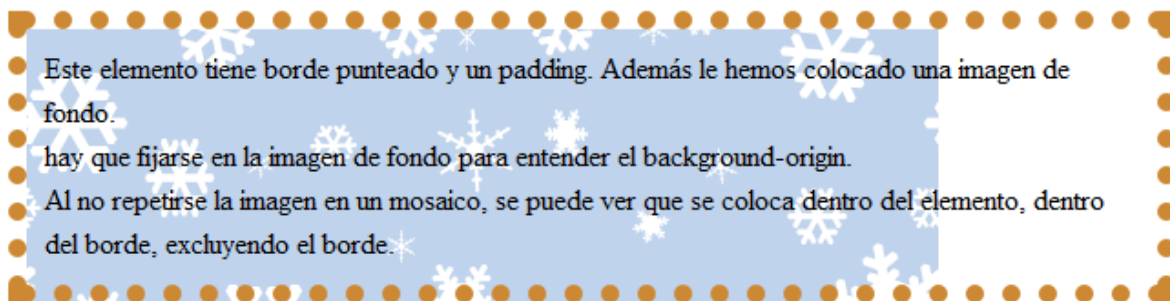 Este elemento tiene borde punteado y un padding. Además le hemos colocado una imagen de
fondo.
hay que fijarse en la imagen de fondo para entender el background-origin.
Al no repetirse la imagen en un mosaico, se puede ver que se coloca dentro del elemento, dentro
del borde, excluyendo el borde.